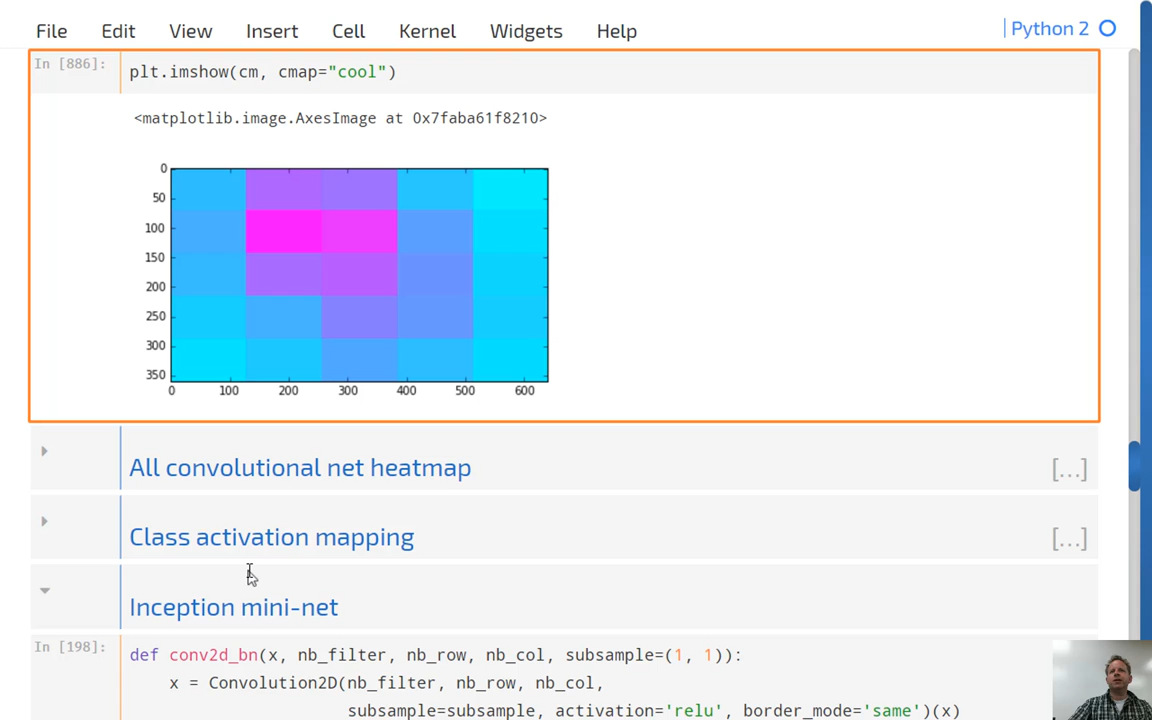 File Edit View Insert Cell Kernel Widgets Help Python 2
In [886]: plt.imshow(cm, cmap="cool")
<matplotlib.image.AxesImage at 0x7faba61f8210>
0
50
100
150
200
250
300
350
0 100 200 300 400 500 600
All convolutional net heatmap [...]
Class activation mapping [...]
Inception mini-net
In [198]: def conv2d_bn(x, nb_filter, nb_row, nb_col, subsample=(1, 1)):
x = Convolution2D(nb_filter, nb_row, nb_col,
subsample=subsample, activation='relu', border_mode='same')(x)